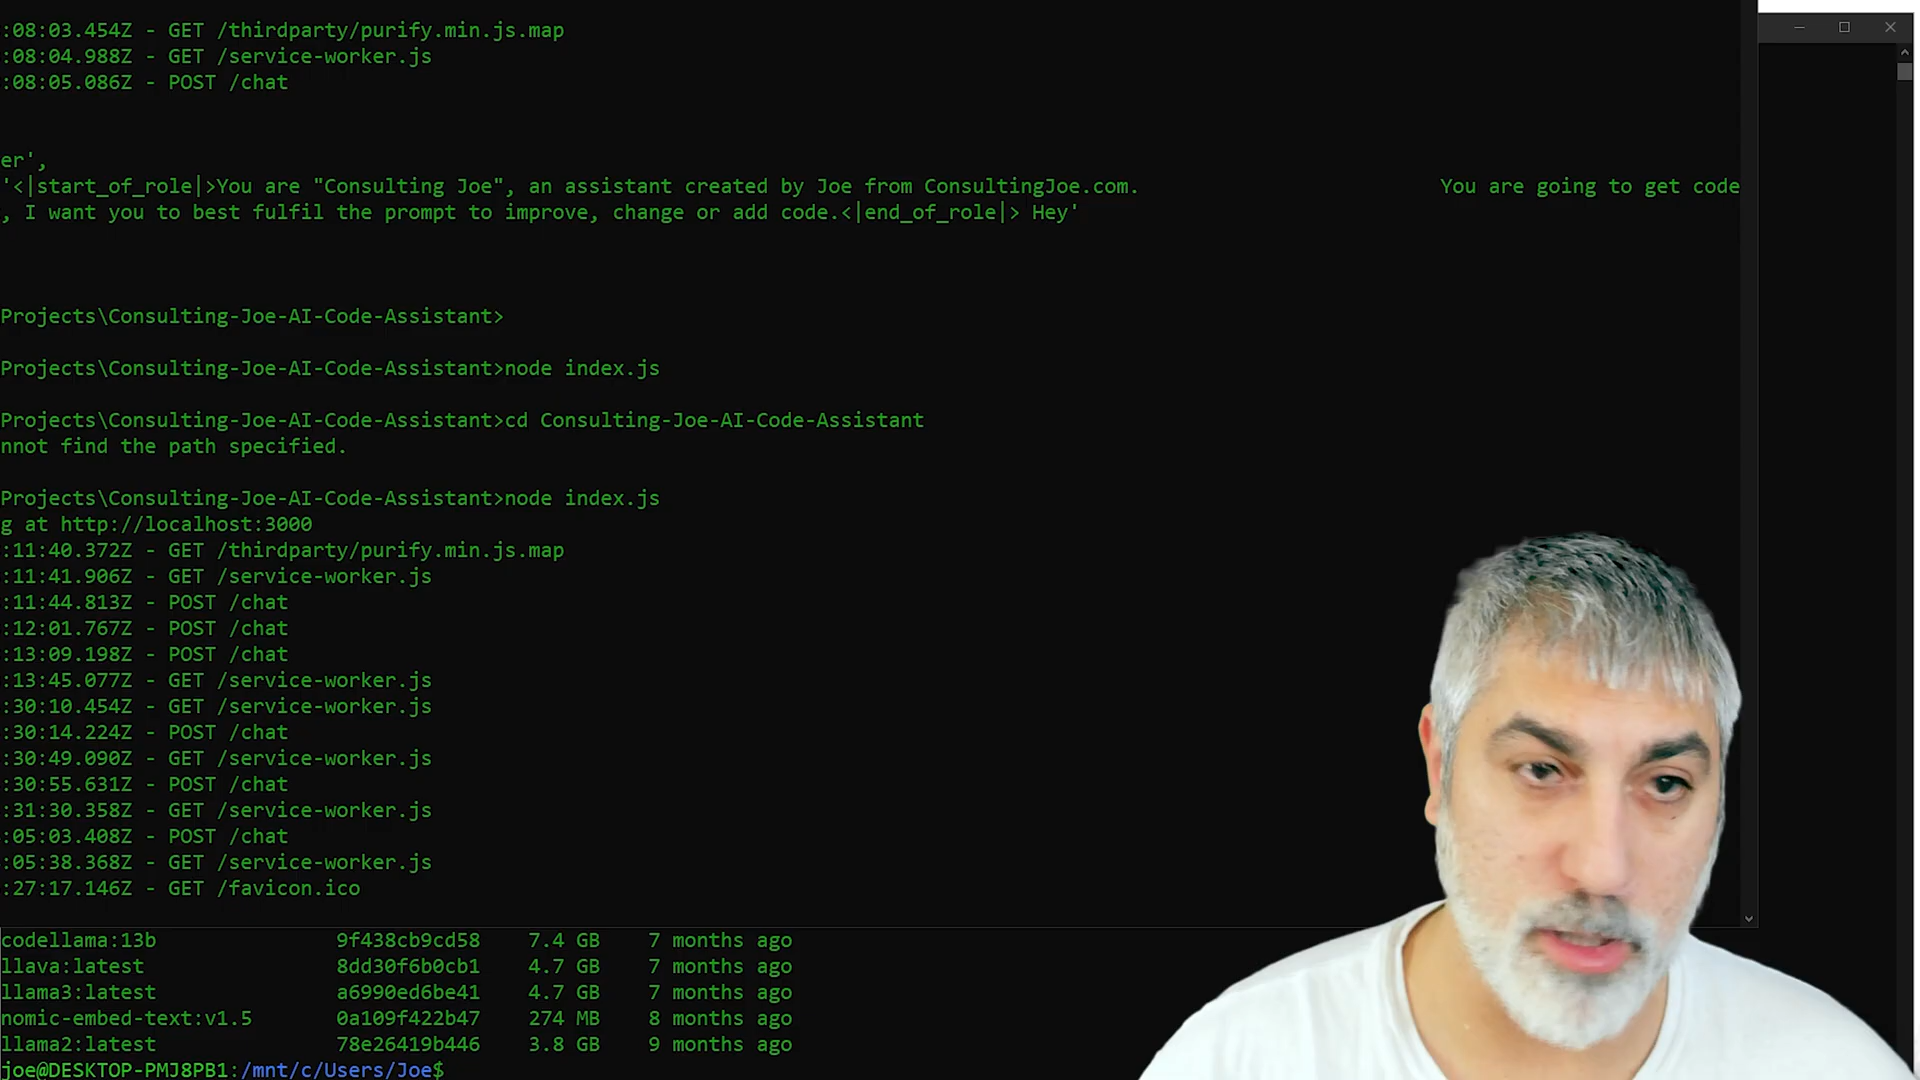 :08:03.454Z - GET /thirdparty/purify.min.js.map
:08:04.988Z - GET /service-worker.js
:08:05.086Z - POST /chat
er',
'<|start_of_role|>You are "Consulting Joe", an assistant created by Joe from ConsultingJoe.com. You are going to get code
, I want you to best fulfil the prompt to improve, change or add code.<|end_of_role|> Hey'
Projects\Consulting-Joe-AI-Code-Assistant>
Projects\Consulting-Joe-AI-Code-Assistant>node index.js
Projects\Consulting-Joe-AI-Code-Assistant>cd Consulting-Joe-AI-Code-Assistant
nnot find the path specified.
Projects\Consulting-Joe-AI-Code-Assistant>node index.js
g at http://localhost:3000
:11:40.372Z - GET /thirdparty/purify.min.js.map
:11:41.906Z - GET /service-worker.js
:11:44.813Z - POST /chat
:12:01.767Z - POST /chat
:13:09.198Z - POST /chat
:13:45.077Z - GET /service-worker.js
:30:10.454Z - GET /service-worker.js
:30:14.224Z - POST /chat
:30:49.090Z - GET /service-worker.js
:30:55.631Z - POST /chat
:31:30.358Z - GET /service-worker.js
:05:03.408Z - POST /chat
:05:38.368Z - GET /service-worker.js
:27:17.146Z - GET /favicon.ico
codellama:13b 9f438cb9cd58 7.4 GB 7 months ago
llava:latest 8dd30f6b0cb1 4.7 GB 7 months ago
llama3:latest a6990ed6be41 4.7 GB 7 months ago
nomic-embed-text:v1.5 0a109f422b47 274 MB 8 months ago
llama2:latest 78e26419b446 3.8 GB 9 months ago
joe@DESKTOP-PMJ8PB1:/mnt/c/Users/Joe$